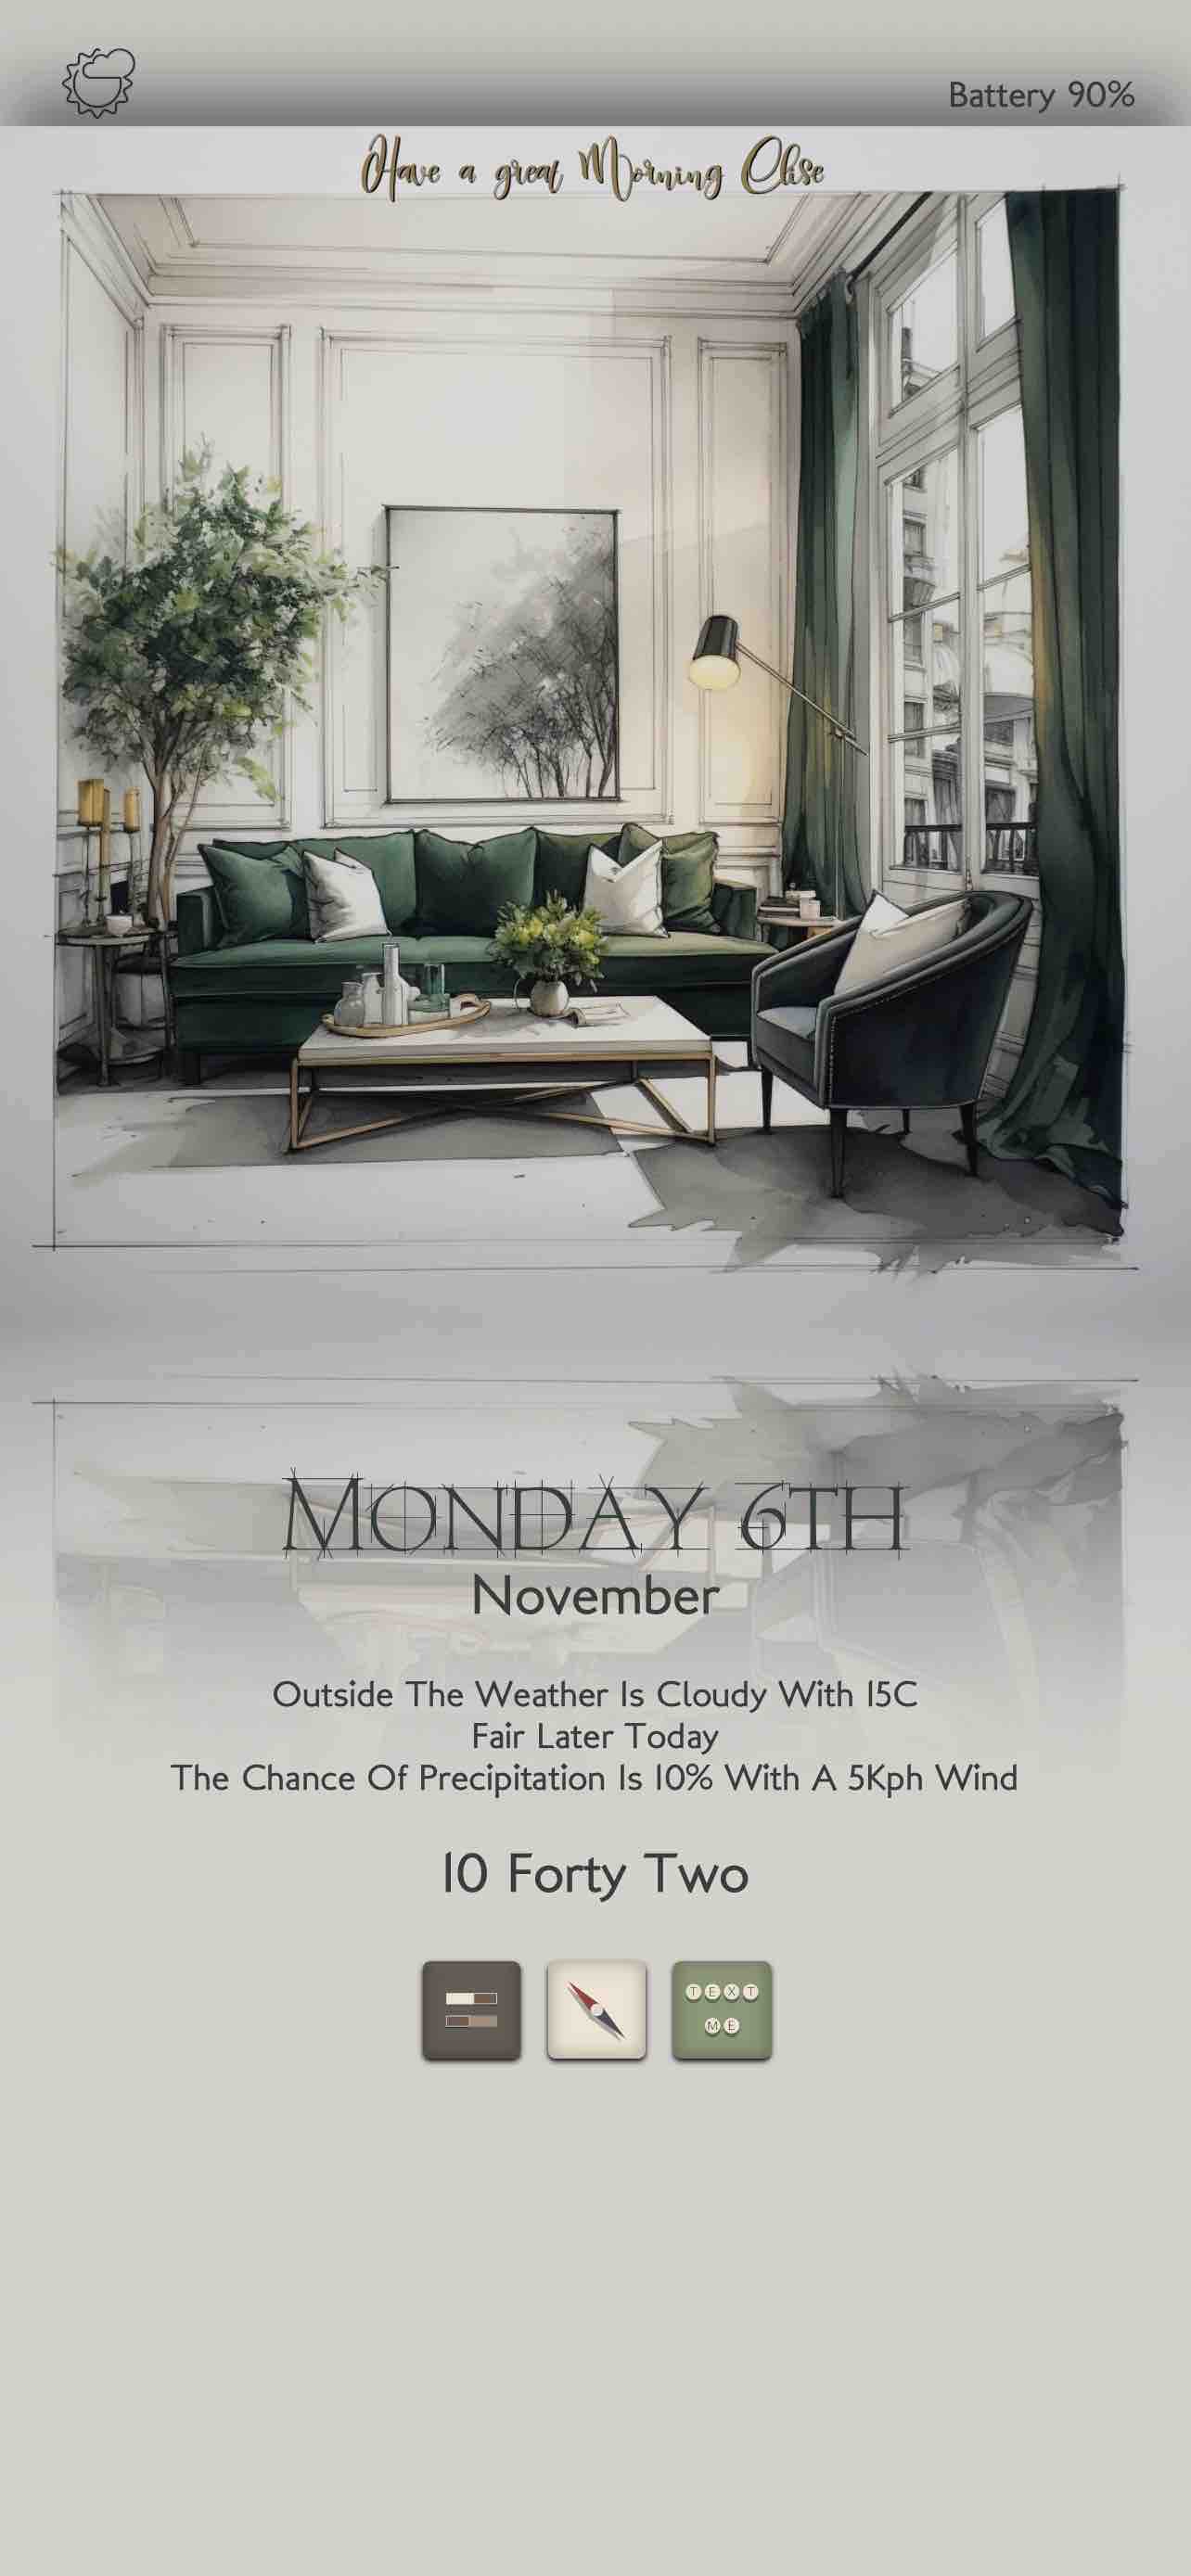 Battery 90%
Have a great Morning Clise
MONDAY 6TH
November
Outside The Weather Is Cloudy With 15C
Fair Later Today
The Chance Of Precipitation Is 10% With A 5Kph Wind
10 Forty Two
TEXT
ME